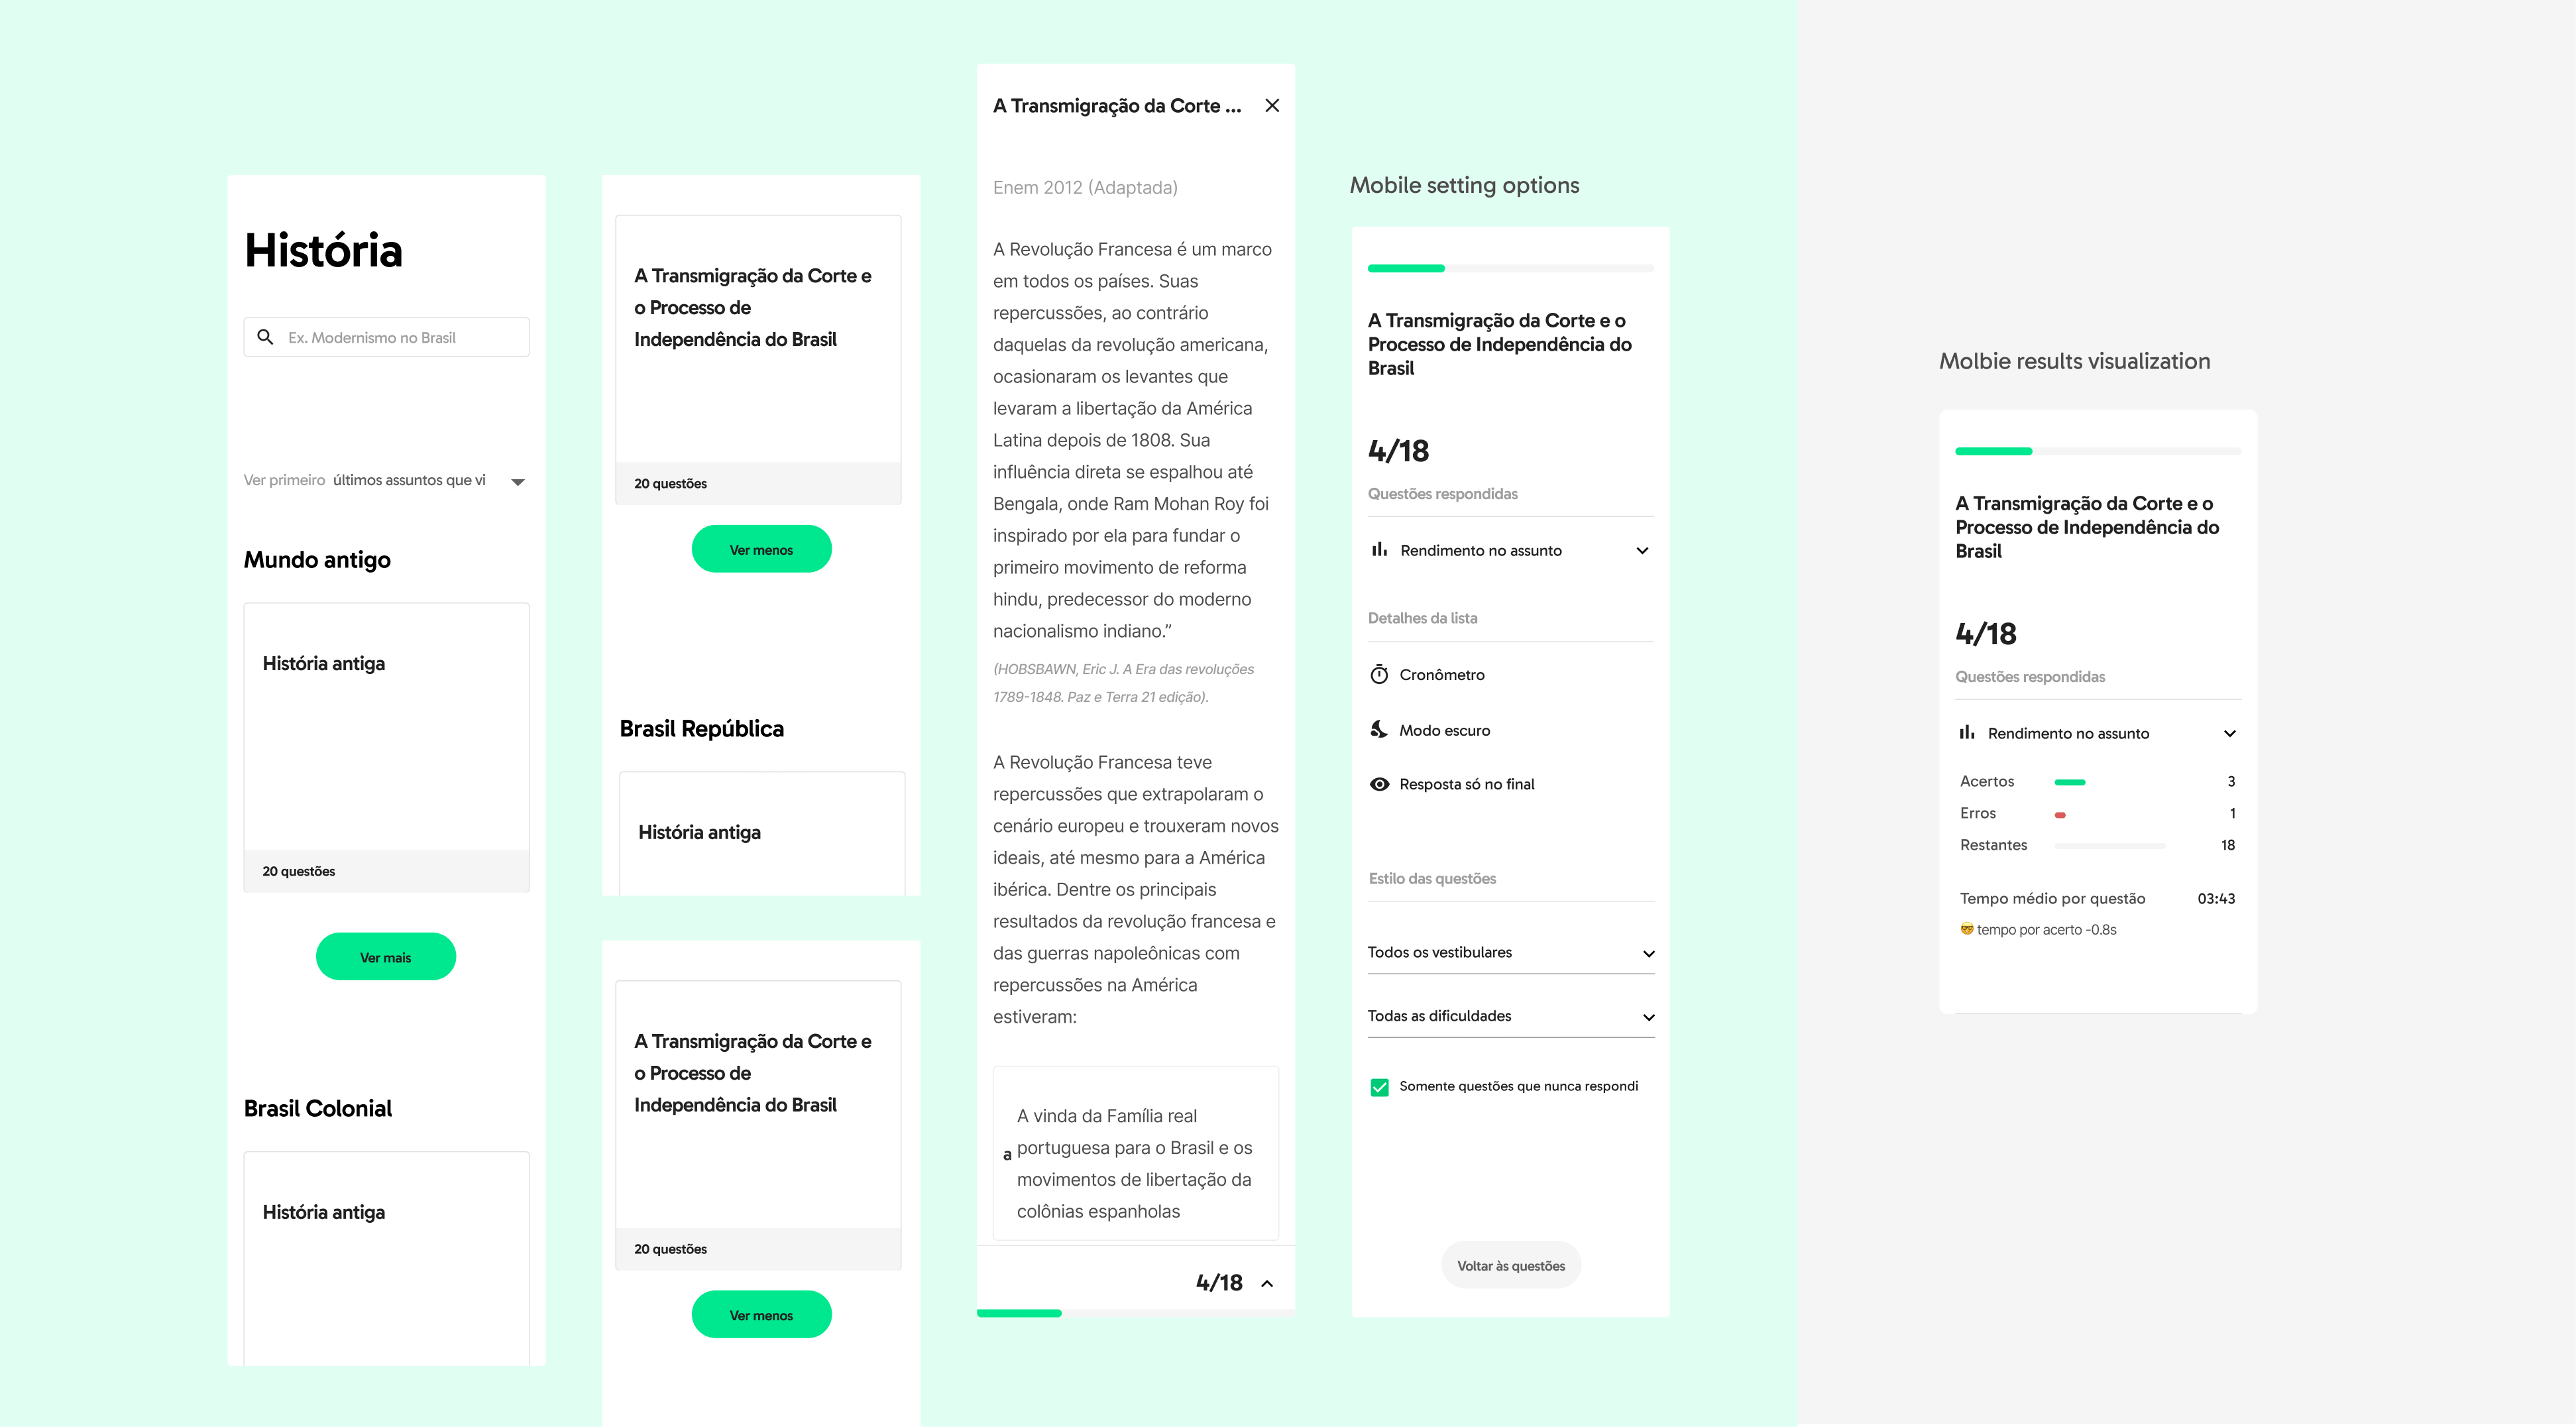 História
Ex. Modernismo no Brasil
Ver primeiro últimos assuntos que vi
Mundo antigo
História antiga
20 questões
Ver mais
Brasil Colonial
História antiga
A Transmigração da Corte e
o Processo de
Independência do Brasil
20 questões
Ver menos
Brasil República
História antiga
A Transmigração da Corte e
o Processo de
Independência do Brasil
20 questões
Ver menos
A Transmigração da Corte ...
Enem 2012 (Adaptada)
A Revolução Francesa é um marco
em todos os países. Suas
repercussões, ao contrário
daquelas da revolução americana,
ocasionaram os levantes que
levaram a libertação da América
Latina depois de 1808. Sua
influência direta se espalhou até
Bengala, onde Ram Mohan Roy foi
inspirado por ela para fundar o
primeiro movimento de reforma
hindu, predecessor do moderno
nacionalismo indiano.”
(HOBSBAWN, Eric J. A Era das revoluções
1789-1848. Paz e Terra 21 edição).
A Revolução Francesa teve
repercussões que extrapolaram o
cenário europeu e trouxeram novos
ideais, até mesmo para a América
ibérica. Dentre os principais
resultados da revolução francesa e
das guerras napoleônicas com
repercussões na América
estiveram:
a
A vinda da Família real
portuguesa para o Brasil e os
movimentos de libertação da
colônias espanholas
4/18
Mobile setting options
A Transmigração da Corte e o
Processo de Independência do
Brasil
4/18
Questões respondidas
Rendimento no assunto
Detalhes da lista
Cronômetro
Modo escuro
Resposta só no final
Estilo das questões
Todos os vestibulares
Todas as dificuldades
Somente questões que nunca respondi
Voltar às questões
Molbie results visualization
A Transmigração da Corte e o
Processo de Independência do
Brasil
4/18
Questões respondidas
Rendimento no assunto
Acertos 3
Erros 1
Restantes 18
Tempo médio por questão 03:43
🤓 tempo por acerto -0.8s